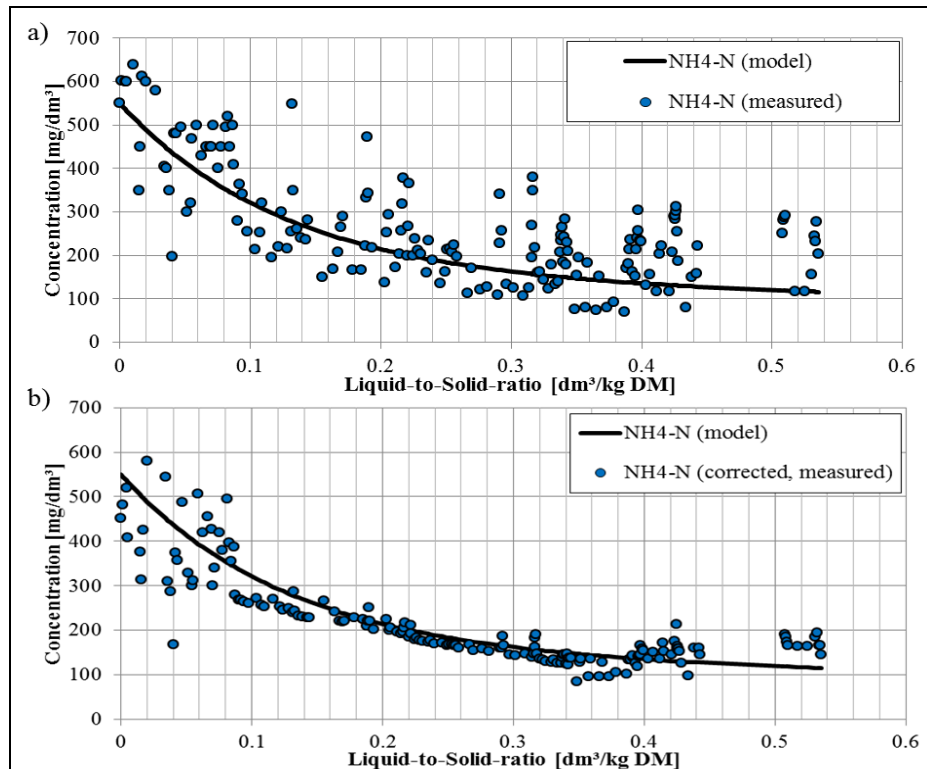 a)
700
600
500
400
300
200
100
0
Concentration [mg/dm³]
NH4-N (model)
NH4-N (measured)
0 0.1 0.2 0.3 0.4 0.5 0.6
Liquid-to-Solid-ratio [dm³/kg DM]
b)
700
600
500
400
300
200
100
0
Concentration [mg/dm³]
NH4-N (model)
NH4-N (corrected, measured)
0 0.1 0.2 0.3 0.4 0.5 0.6
Liquid-to-Solid-ratio [dm³/kg DM]